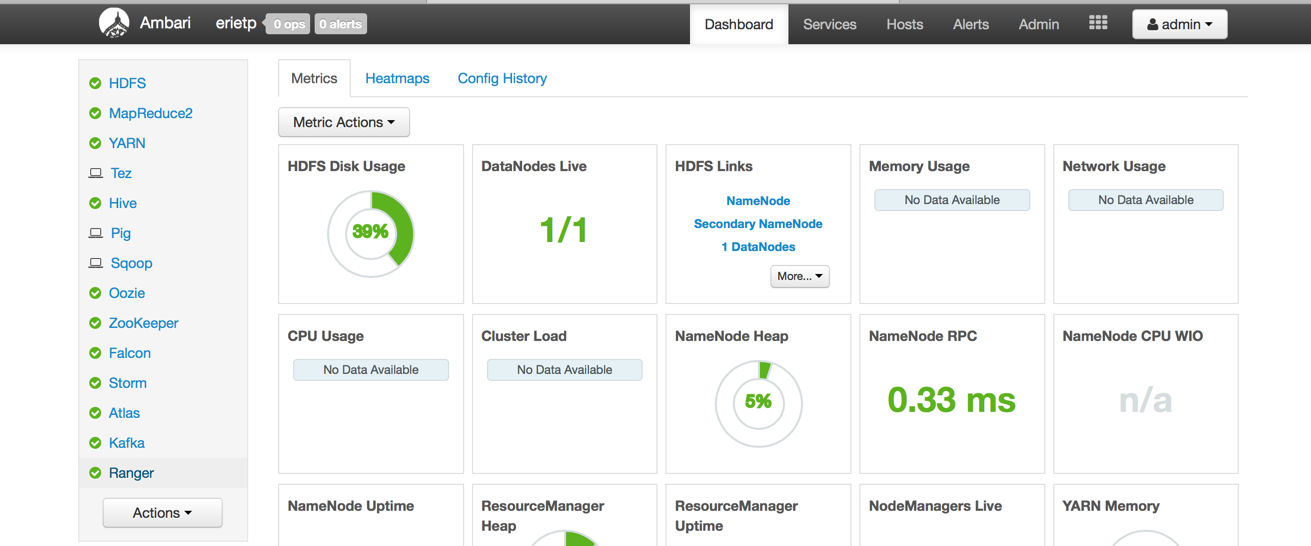 Ambari erietp 0 ops 0 alerts Dashboard Services Hosts Alerts Admin admin
HDFS
MapReduce2
YARN
Tez
Hive
Pig
Sqoop
Oozie
ZooKeeper
Falcon
Storm
Atlas
Kafka
Ranger
Actions
Metrics Heatmaps Config History
Metric Actions
HDFS Disk Usage
39%
DataNodes Live
1/1
HDFS Links
NameNode
Secondary NameNode
1 DataNodes
More...
Memory Usage
No Data Available
Network Usage
No Data Available
CPU Usage
No Data Available
Cluster Load
No Data Available
NameNode Heap
5%
NameNode RPC
0.33 ms
NameNode CPU WIO
n/a
NameNode Uptime
ResourceManager
Heap
ResourceManager
Uptime
NodeManagers Live
YARN Memory